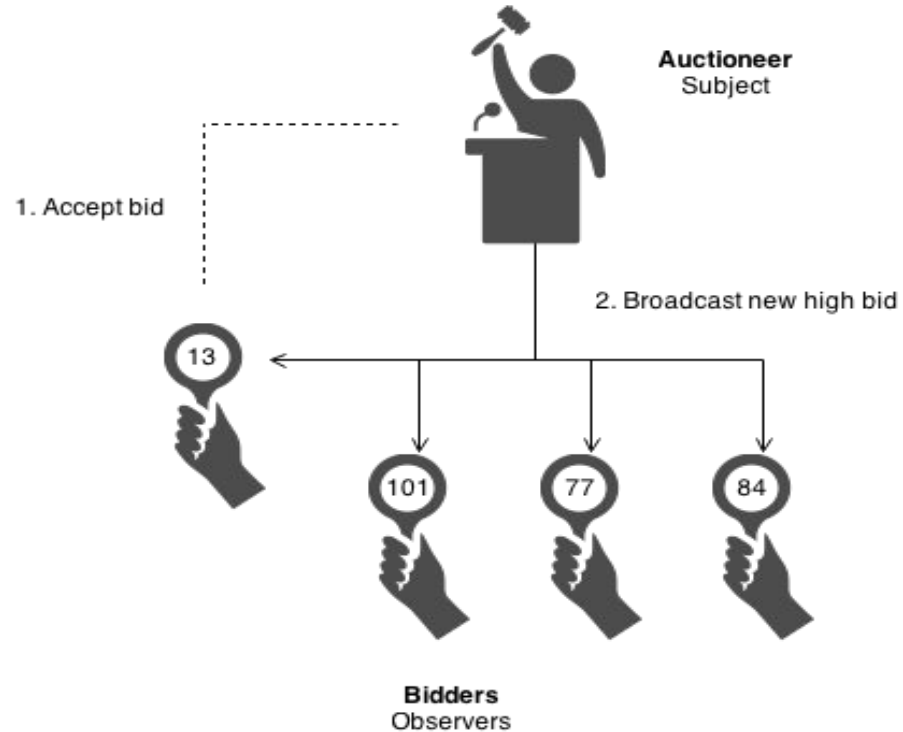 Auctioneer
Subject
1. Accept bid
2. Broadcast new high bid
13
101
77
84
Bidders
Observers